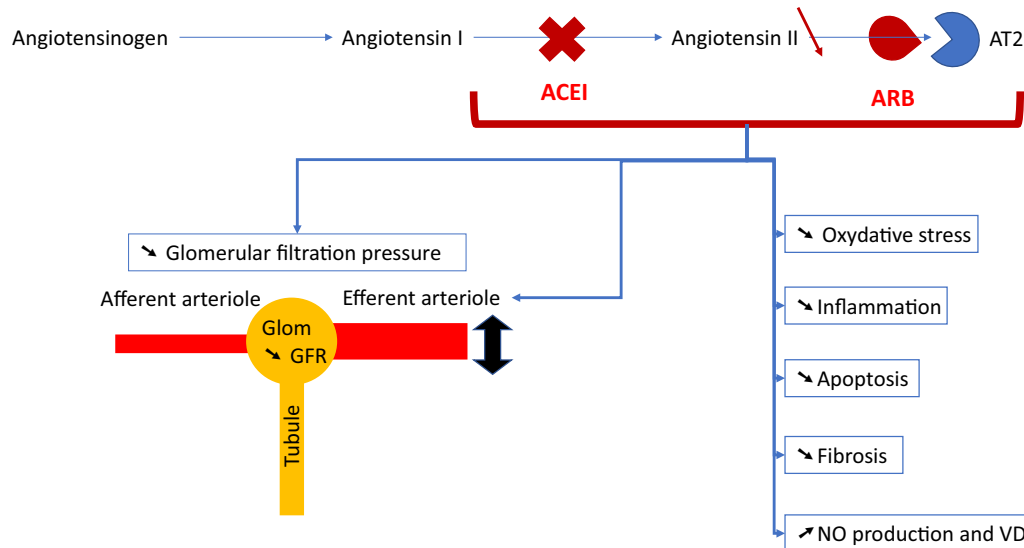 Angiotensinogen
Angiotensin I
Angiotensin II
AT2
ACEI
ARB
Glomerular filtration pressure
Afferent arteriole
Efferent arteriole
Glom
GFR
Tubule
Oxydative stress
Inflammation
Apoptosis
Fibrosis
NO production and VD